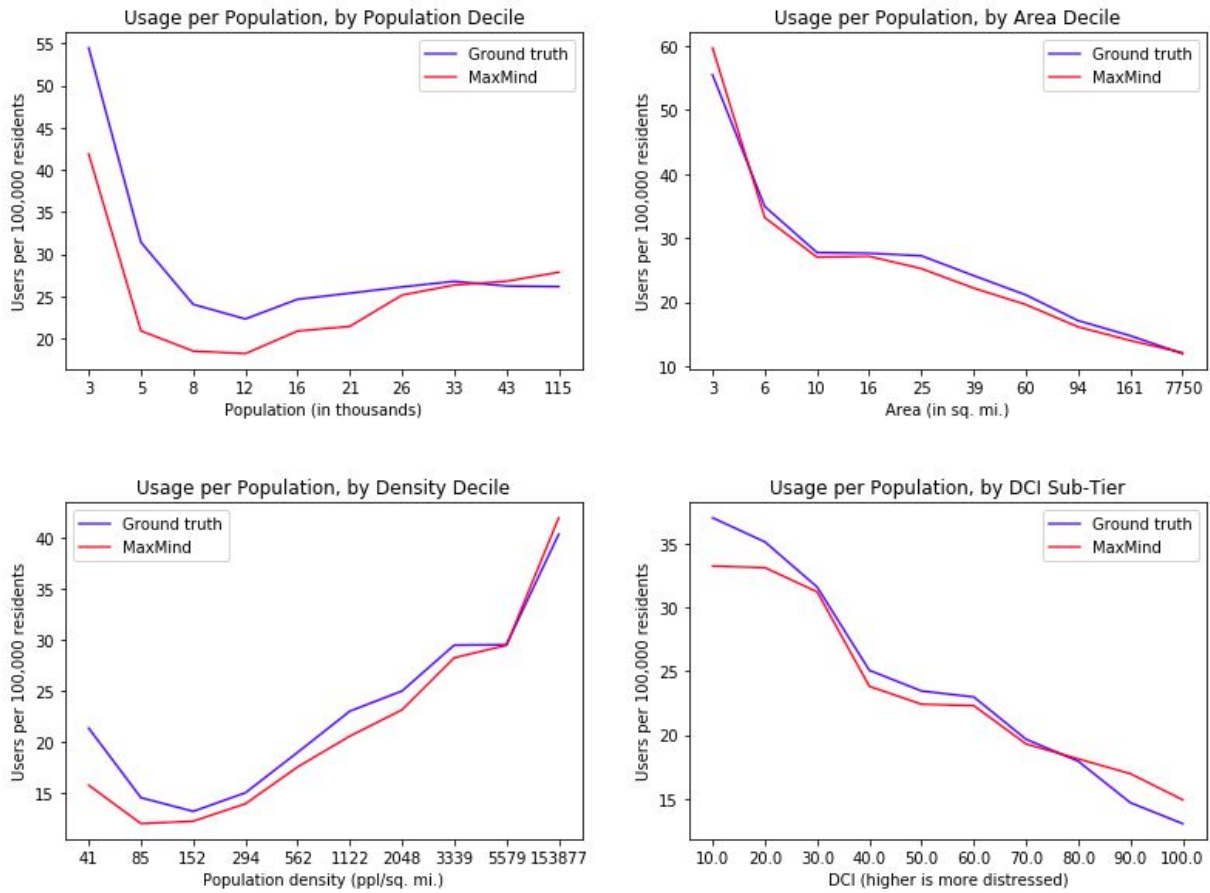 Usage per Population, by Population Decile
Users per 100,000 residents
55
50
45
40
35
30
25
20
Ground truth
MaxMind
3 5 8 12 16 21 26 33 43 115
Population (in thousands)
Usage per Population, by Area Decile
Users per 100,000 residents
60
50
40
30
20
10
Ground truth
MaxMind
3 6 10 16 25 39 60 94 161 7750
Area (in sq. mi.)
Usage per Population, by Density Decile
Users per 100,000 residents
40
35
30
25
20
15
Ground truth
MaxMind
41 85 152 294 562 1122 2048 3339 5579 153877
Population density (ppl/sq. mi.)
Usage per Population, by DCI Sub-Tier
Users per 100,000 residents
35
30
25
20
15
Ground truth
MaxMind
10.0 20.0 30.0 40.0 50.0 60.0 70.0 80.0 90.0 100.0
DCI (higher is more distressed)